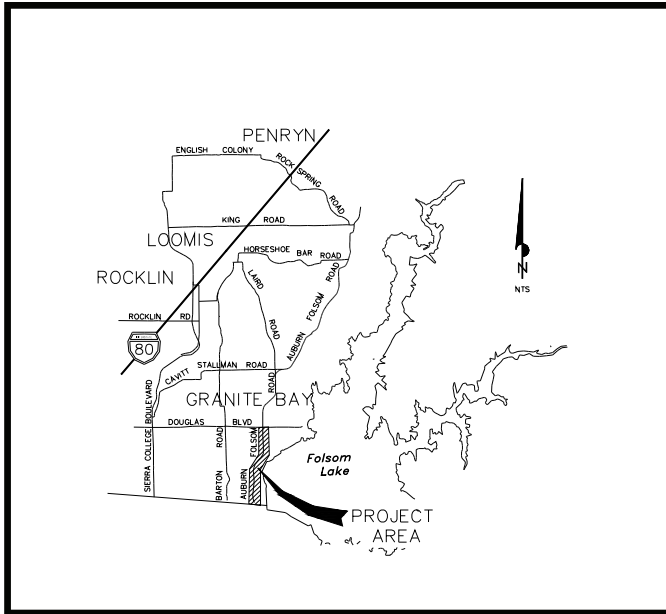 PENRYN
ENGLISH COLONY
ROCK SPRING ROAD
KING ROAD
LOOMIS
HORSESHOE BAR ROAD
ROCKLIN
LAIRD ROAD
AUBURN FOLSOM ROAD
N
NTS
ROCKLIN RD
80
CAVITT STALLMAN ROAD
SIERRA COLLEGE BOULEVARD
GRANITE BAY
DOUGLAS BLVD
BARTON ROAD
AUBURN FOLSOM ROAD
Folsom
Lake
PROJECT
AREA